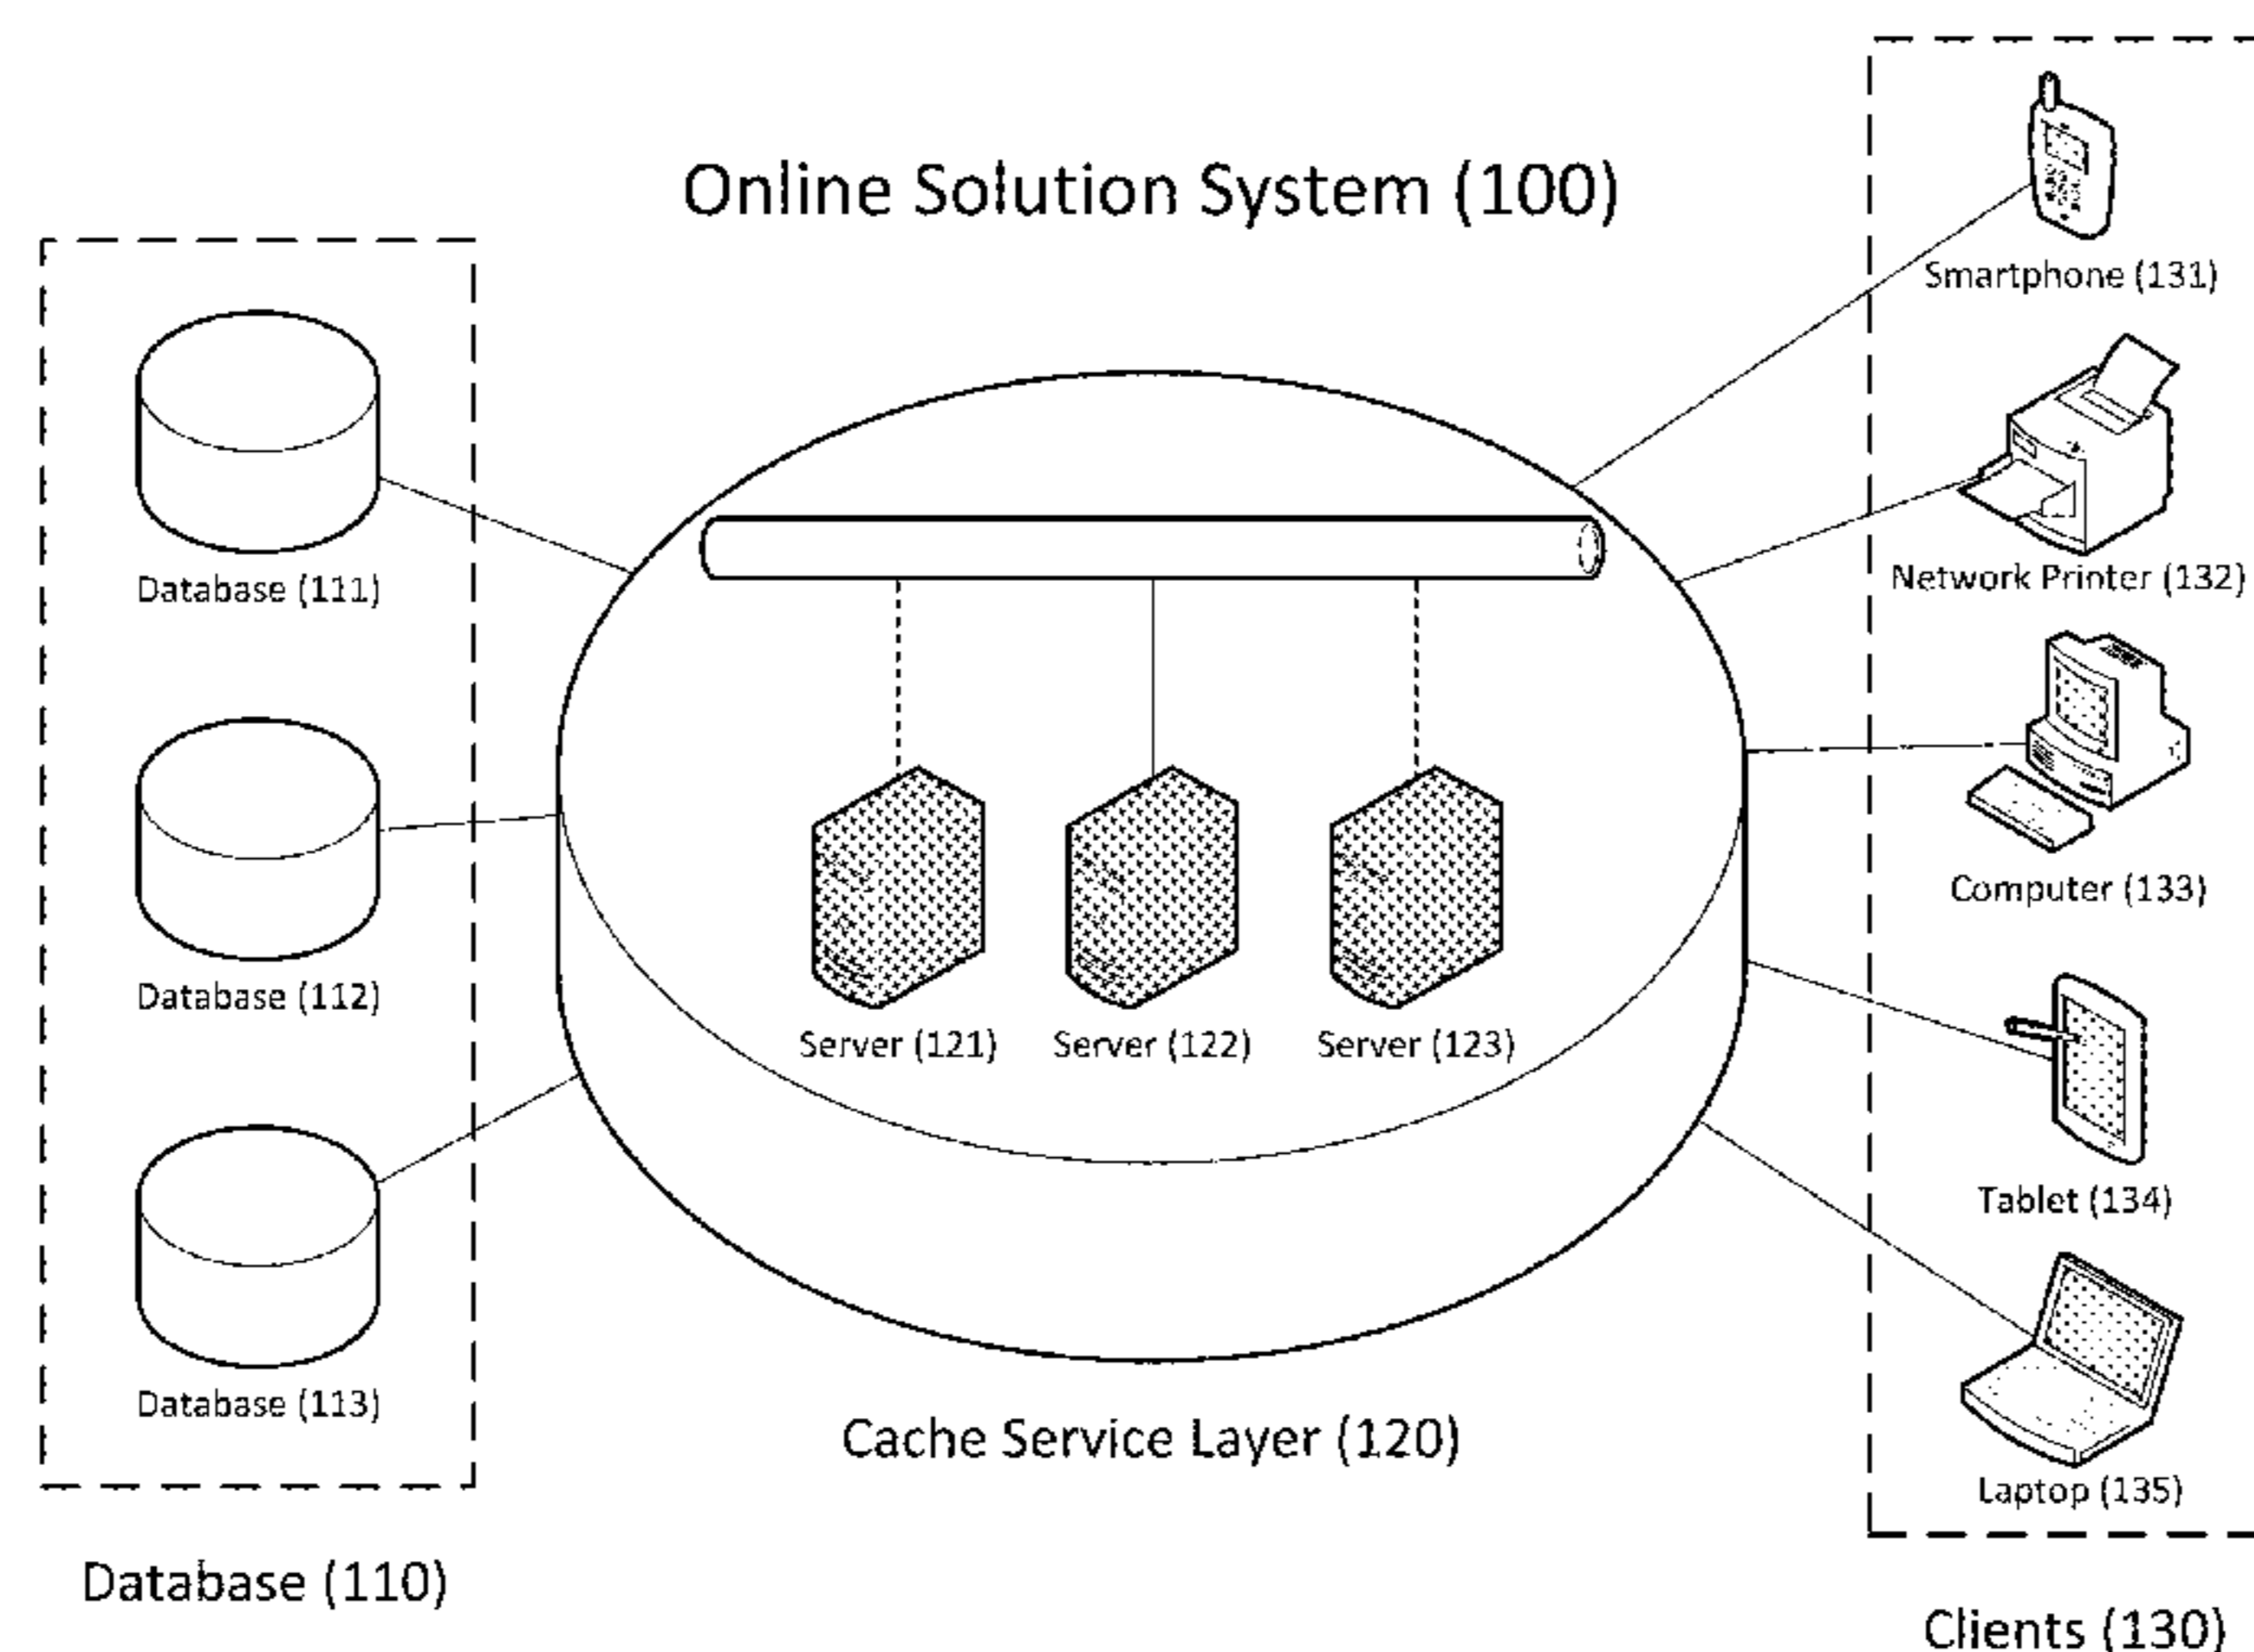 Online Solution System (100)
Database (111)
Database (112)
Database (113)
Database (110)
Server (121)
Server (122)
Server (123)
Cache Service Layer (120)
Smartphone (131)
Network Printer (132)
Computer (133)
Tablet (134)
Laptop (135)
Clients (130)